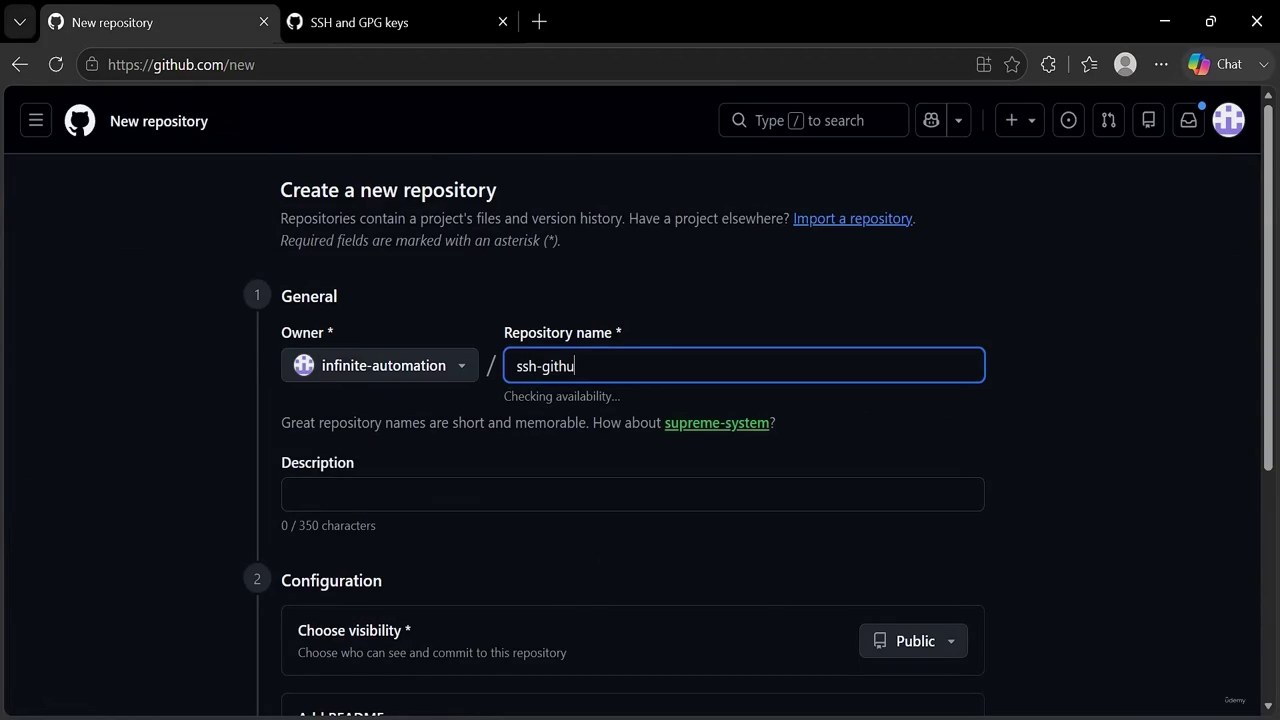 New repository
SSH and GPG keys
https://github.com/new
Chat
New repository
Type / to search
Create a new repository
Repositories contain a project's files and version history. Have a project elsewhere? Import a repository.
Required fields are marked with an asterisk (*).
1 General
Owner * Repository name *
infinite-automation / ssh-githu
Checking availability...
Great repository names are short and memorable. How about supreme-system?
Description
0 / 350 characters
2 Configuration
Choose visibility *
Choose who can see and commit to this repository
Public
Add README
ûdemy